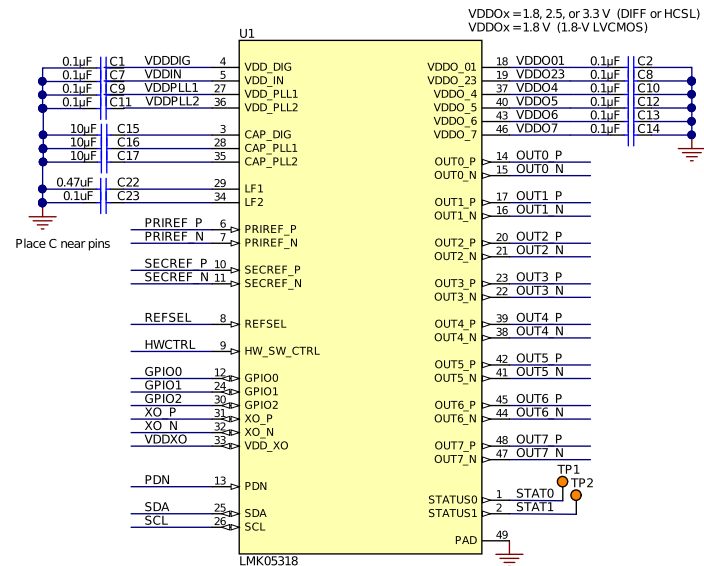 VDDOx = 1.8, 2.5, or 3.3 V (DIFF or HCSL)
VDDOx = 1.8 V (1.8-V LVCMOS)
U1
0.1µF C1 VDDDIG 4 VDD_DIG
0.1µF C7 VDDIN 5 VDD_IN
0.1µF C9 VDDPLL1 27 VDD_PLL1
0.1µF C11 VDDPLL2 36 VDD_PLL2
10µF C15 3 CAP_DIG
10µF C16 28 CAP_PLL1
10µF C17 35 CAP_PLL2
0.47uF C22 29 LF1
0.1uF C23 34 LF2
Place C near pins
PRIREF_P 6 PRIREF_P
PRIREF_N 7 PRIREF_N
SECREF_P 10 SECREF_P
SECREF_N 11 SECREF_N
REFSEL 8 REFSEL
HWCTRL 9 HW_SW_CTRL
GPIO0 12 GPIO0
GPIO1 24 GPIO1
GPIO2 30 GPIO2
XO_P 31 XO_P
XO_N 32 XO_N
VDDXO 33 VDD_XO
PDN 13 PDN
SDA 25 SDA
SCL 26 SCL
VDDO_01 18 VDDO01 0.1µF C2
VDDO_23 19 VDDO23 0.1µF C8
VDDO_4 37 VDDO4 0.1µF C10
VDDO_5 40 VDDO5 0.1µF C12
VDDO_6 43 VDDO6 0.1µF C13
VDDO_7 46 VDDO7 0.1µF C14
OUT0_P 14 OUT0_P
OUT0_N 15 OUT0_N
OUT1_P 17 OUT1_P
OUT1_N 16 OUT1_N
OUT2_P 20 OUT2_P
OUT2_N 21 OUT2_N
OUT3_P 23 OUT3_P
OUT3_N 22 OUT3_N
OUT4_P 39 OUT4_P
OUT4_N 38 OUT4_N
OUT5_P 42 OUT5_P
OUT5_N 41 OUT5_N
OUT6_P 45 OUT6_P
OUT6_N 44 OUT6_N
OUT7_P 48 OUT7_P
OUT7_N 47 OUT7_N
TP1
TP2
STATUS0 1 STAT0
STATUS1 2 STAT1
PAD 49
LMK05318